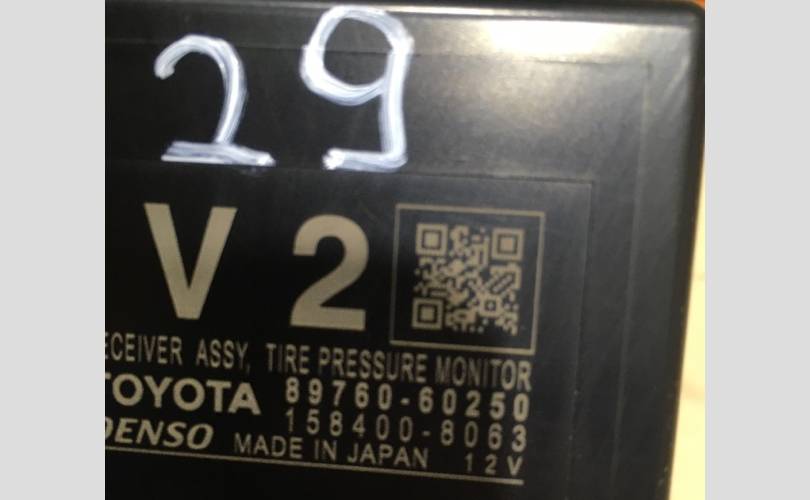 29
V 2
ECEIVER ASSY, TIRE PRESSURE MONITOR
TOYOTA 89760-60250
158400-8063
DENSO MADE IN JAPAN 12V